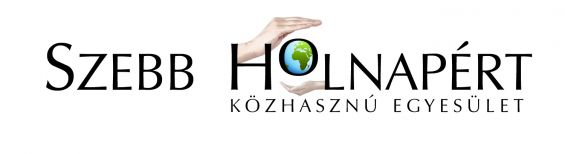 Szebb Holnapért
KÖZHASZNÚ EGYESÜLET